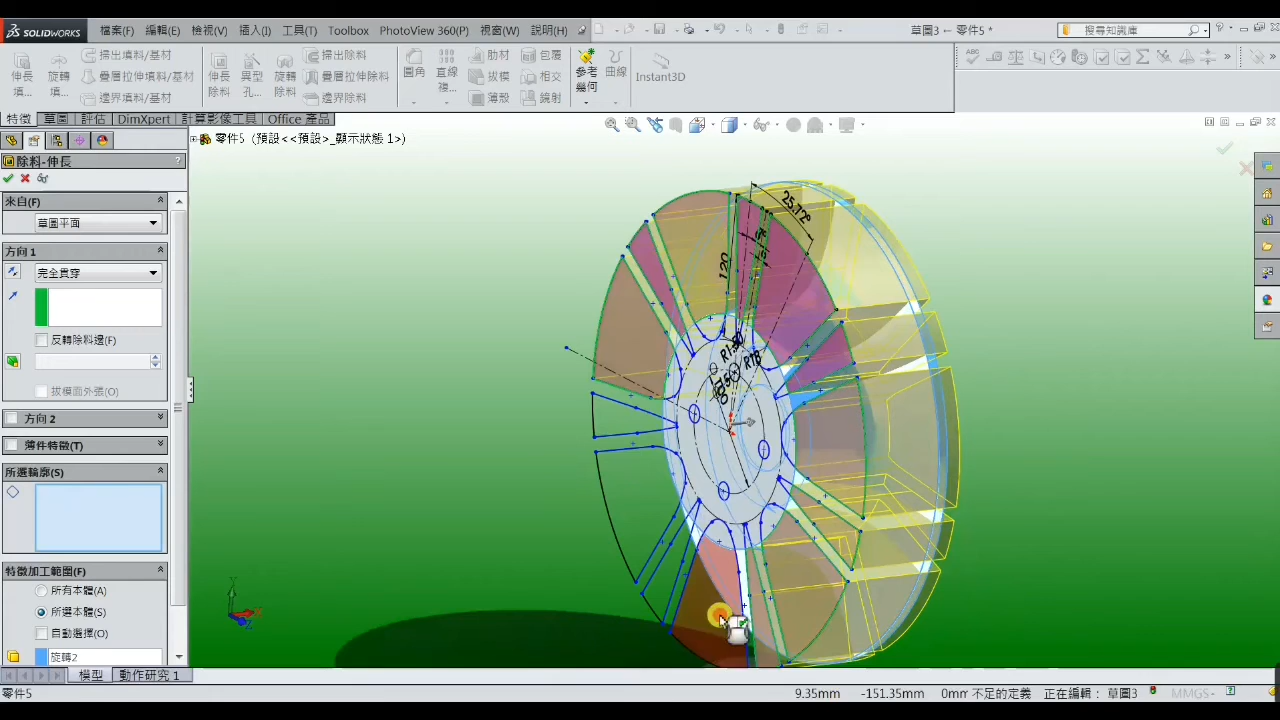 SOLIDWORKS 檔案(F) 編輯(E) 檢視(V) 插入(I) 工具(T) Toolbox PhotoView360(P) 視窗(W) 說明(H) 草圖3 ← 零件5 * 搜尋知識庫
伸長填... 旋轉填... 掃出填料/基材 疊層拉伸填料/基材 邊界填料/基材 伸長除料 異型孔... 旋轉除料 掃出除料 疊層拉伸除料 邊界除料 圓角 直線複... 肋材 拔模 薄殼 包覆 相交 鏡射 參考幾何 曲線 Instant3D
特徵 草圖 評估 DimXpert 計算影像工具 Office 產品
零件5 (預設<<預設>_顯示狀態 1>)
除料-伸長
來自(F)
草圖平面
方向1
完全貫穿
反轉除料邊(F)
拔模面外張(O)
方向2
薄件特徵(T)
所選輪廓(S)
特徵加工範圍(F)
所有本體(A)
所選本體(S)
自動選擇(O)
旋轉2
25.72°
120
模型 動作研究 1
零件5 9.35mm -151.35mm 0mm 不足的定義 正在編輯： 草圖3 MMGS